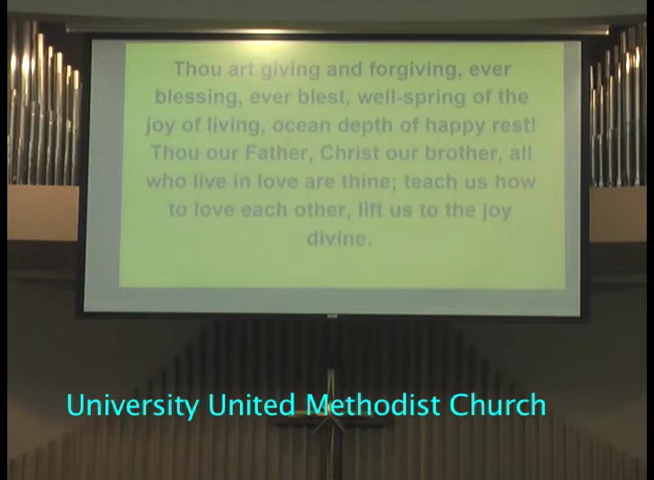 Thou art giving and forgiving, ever
blessing, ever blest, well-spring of the
joy of living, ocean depth of happy rest!
Thou our Father, Christ our brother, all
who live in love are thine; teach us how
to love each other, lift us to the joy
divine.
University United Methodist Church